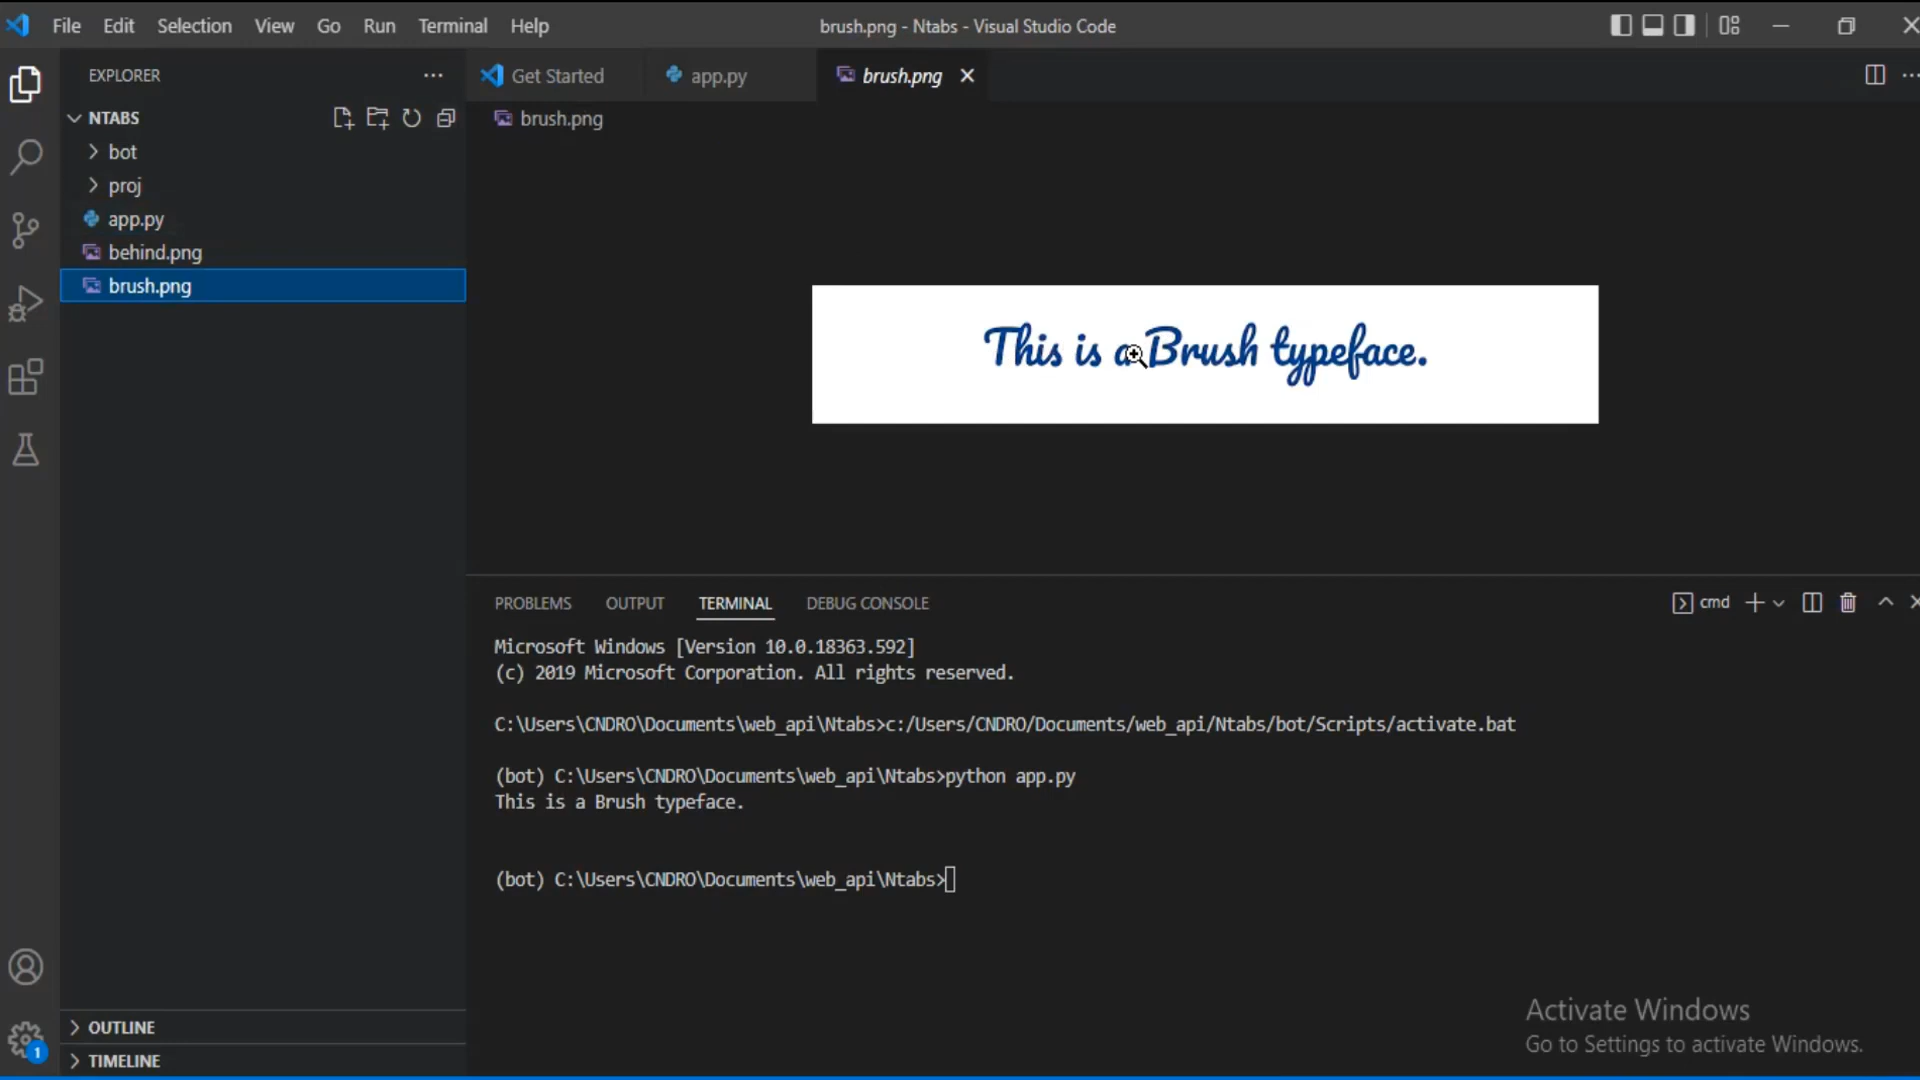 File Edit Selection View Go Run Terminal Help
brush.png - Ntabs - Visual Studio Code
EXPLORER
Get Started
app.py
brush.png
NTABS
brush.png
bot
proj
app.py
behind.png
brush.png
This is a Brush typeface.
PROBLEMS OUTPUT TERMINAL DEBUG CONSOLE
cmd
Microsoft Windows [Version 10.0.18363.592]
(c) 2019 Microsoft Corporation. All rights reserved.
C:\Users\CNDRO\Documents\web_api\Ntabs>c:/Users/CNDRO/Documents/web_api/Ntabs/bot/Scripts/activate.bat
(bot) C:\Users\CNDRO\Documents\web_api\Ntabs>python app.py
This is a Brush typeface.
(bot) C:\Users\CNDRO\Documents\web_api\Ntabs>
OUTLINE
TIMELINE
1
Activate Windows
Go to Settings to activate Windows.